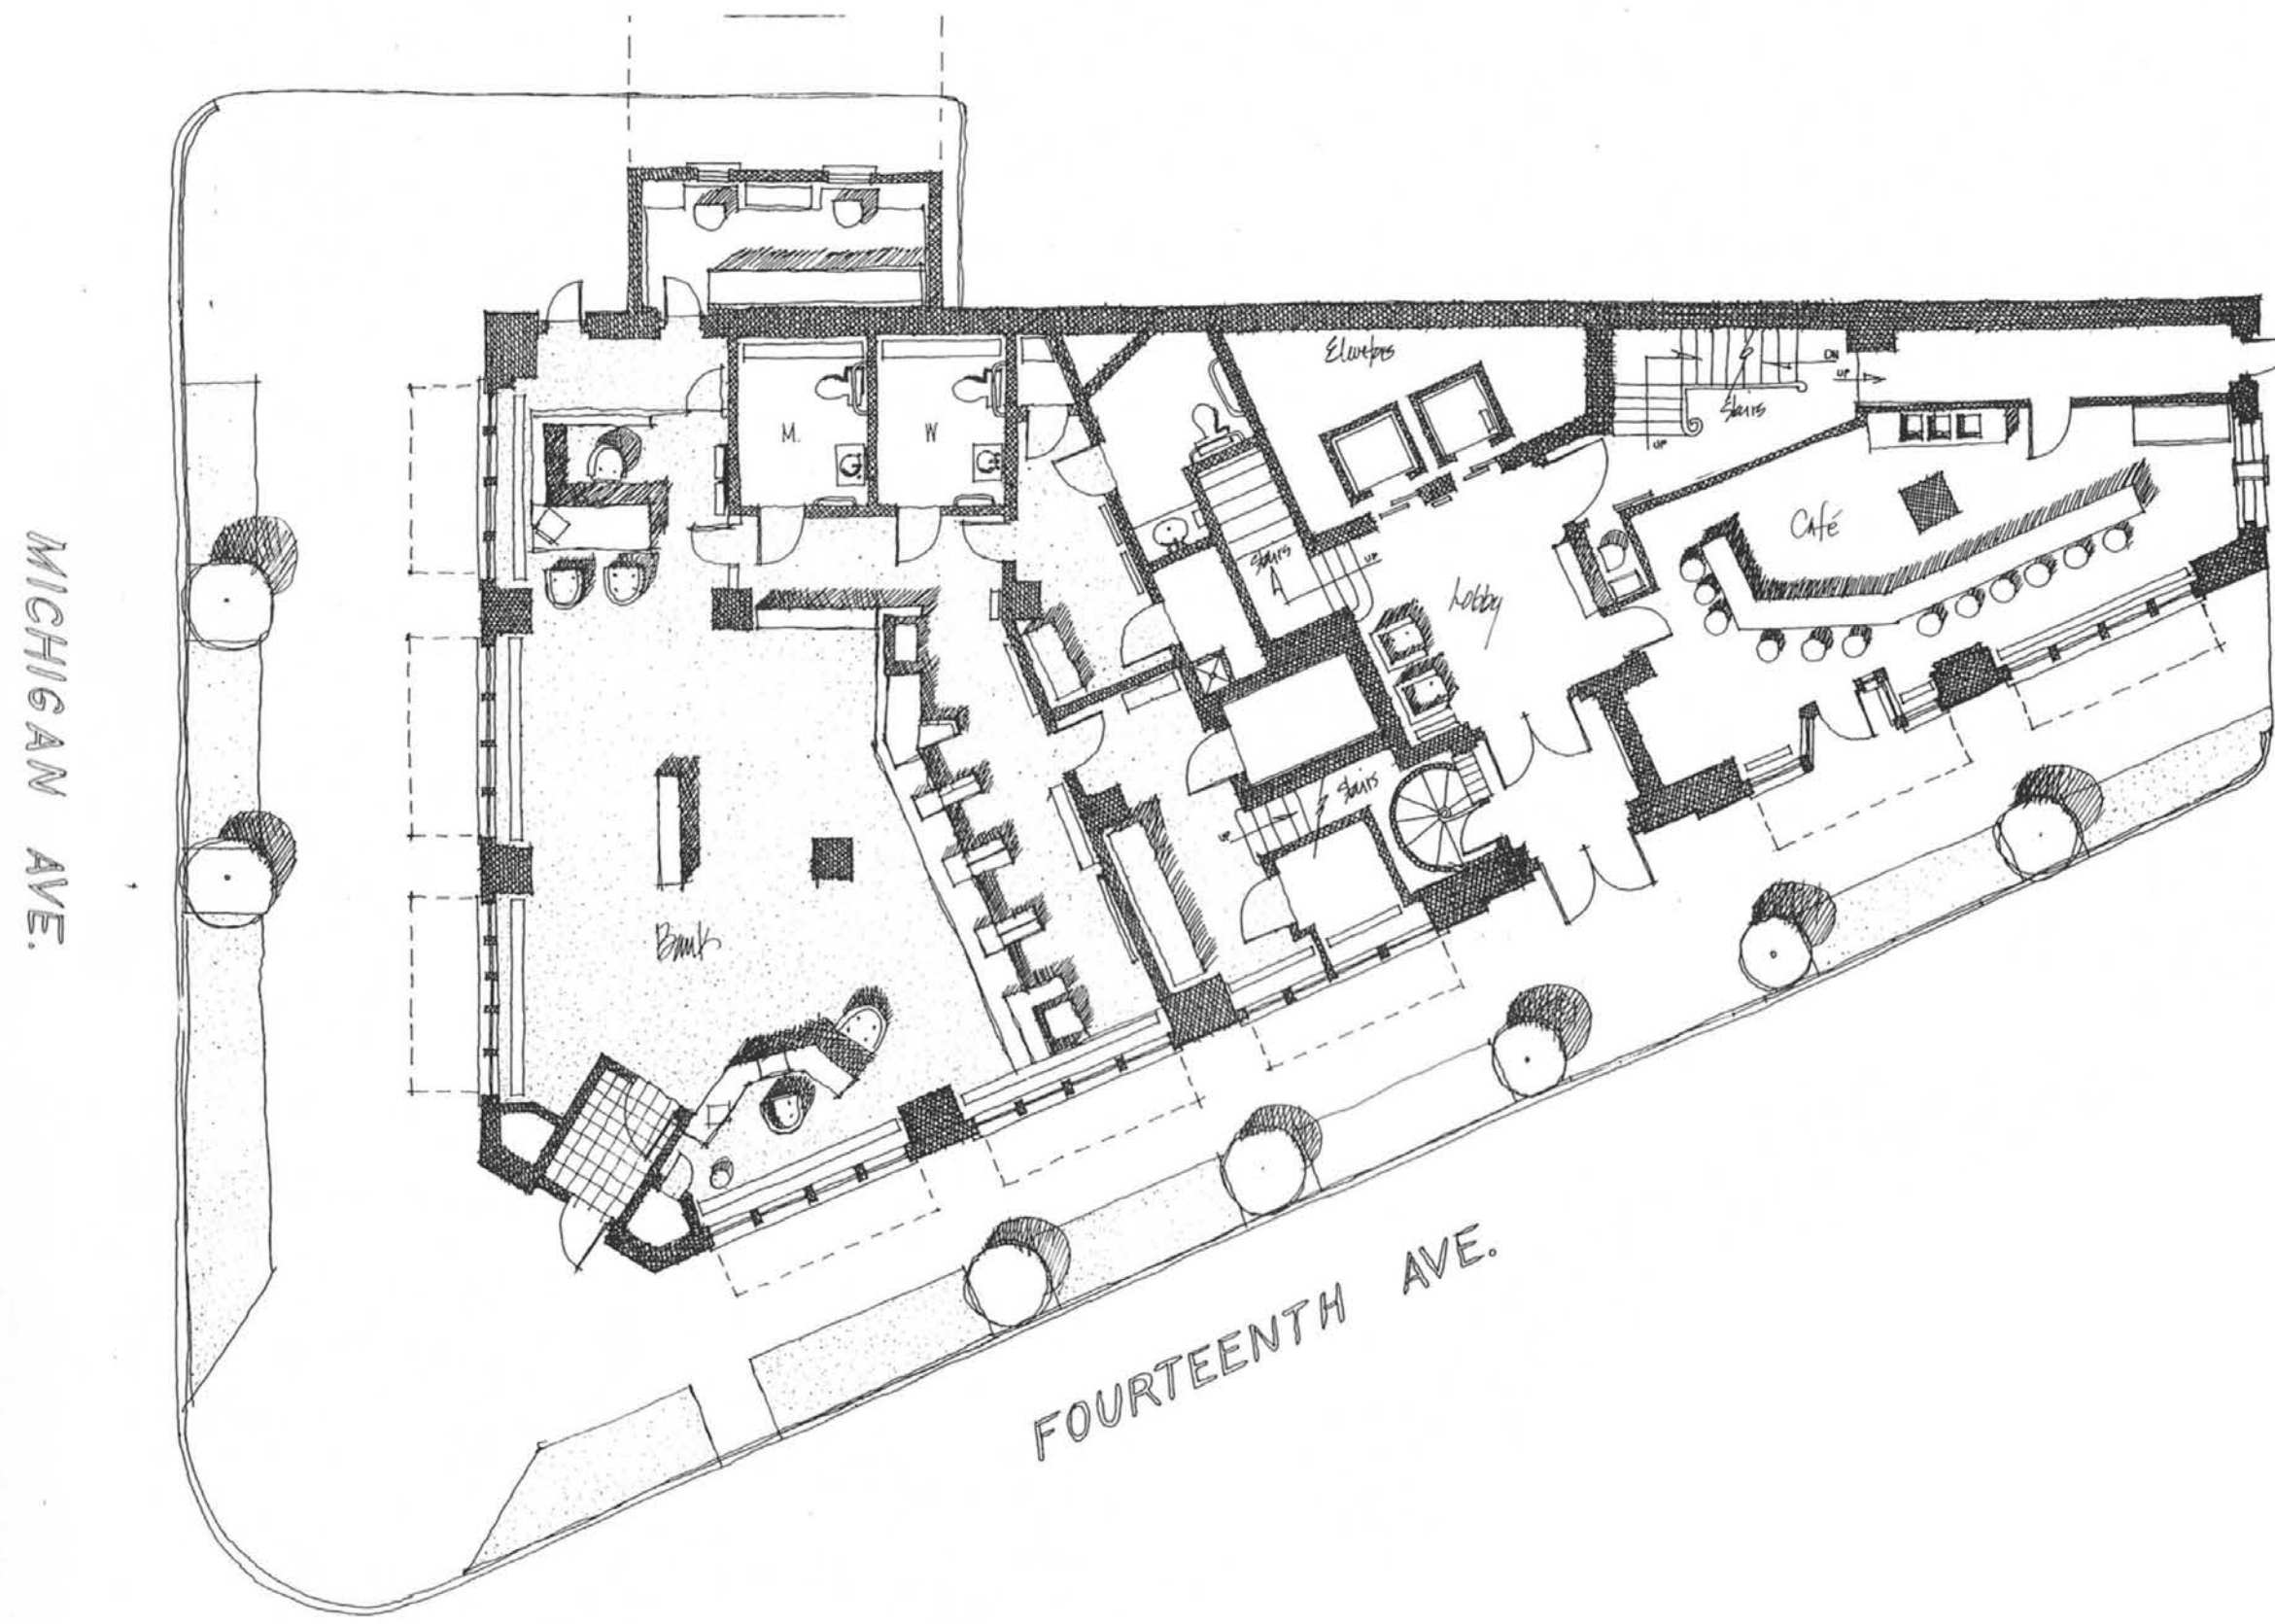 Elevators
DN
UP
Stairs
UP
M.
W
Café
Stairs
UP
Lobby
Stairs
UP
Bank
MICHIGAN AVE.
FOURTEENTH AVE.